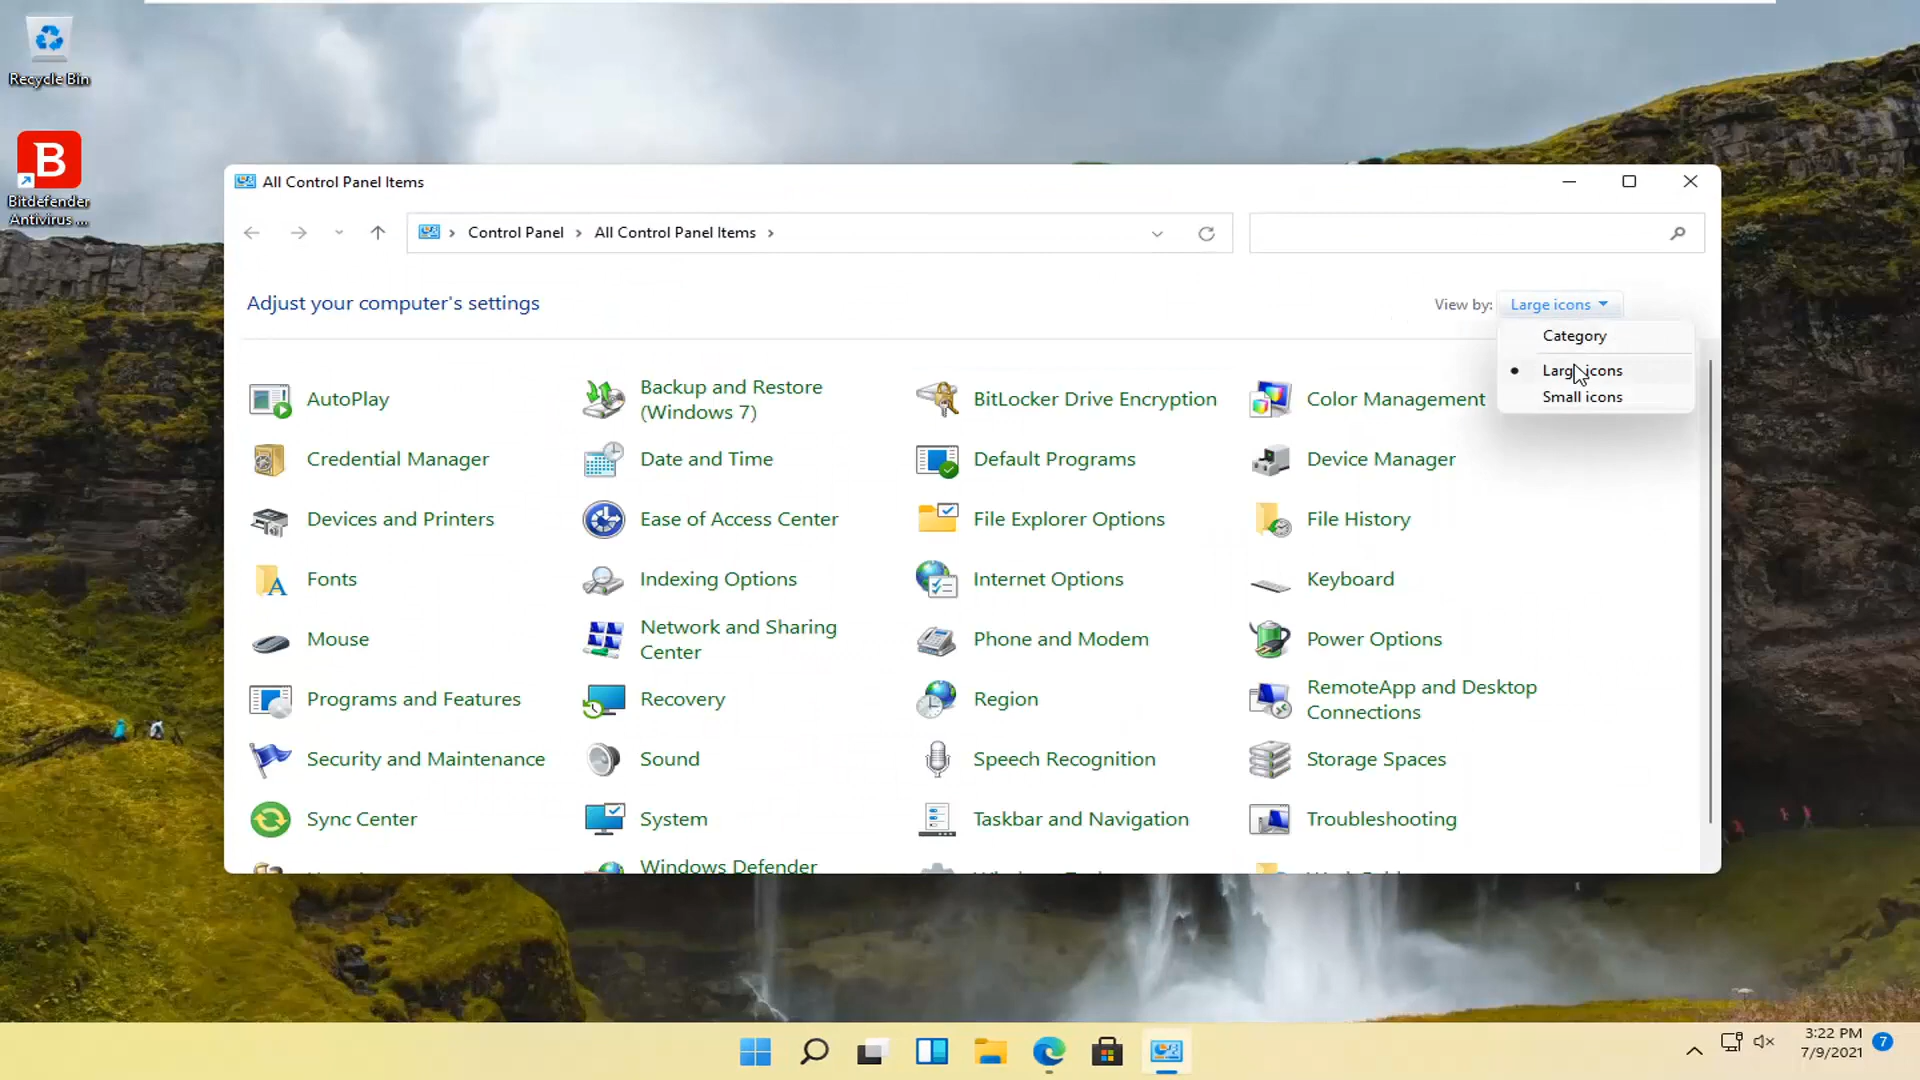 Recycle Bin
Bitdefender
Antivirus ...
All Control Panel Items
Control Panel
All Control Panel Items
Adjust your computer's settings
View by:
Large icons
Category
Large icons
Small icons
AutoPlay
Backup and Restore
(Windows 7)
BitLocker Drive Encryption
Color Management
Credential Manager
Date and Time
Default Programs
Device Manager
Devices and Printers
Ease of Access Center
File Explorer Options
File History
Fonts
Indexing Options
Internet Options
Keyboard
Mouse
Network and Sharing
Center
Phone and Modem
Power Options
Programs and Features
Recovery
Region
RemoteApp and Desktop
Connections
Security and Maintenance
Sound
Speech Recognition
Storage Spaces
Sync Center
System
Taskbar and Navigation
Troubleshooting
Windows Defender
3:22 PM
7/9/2021
7